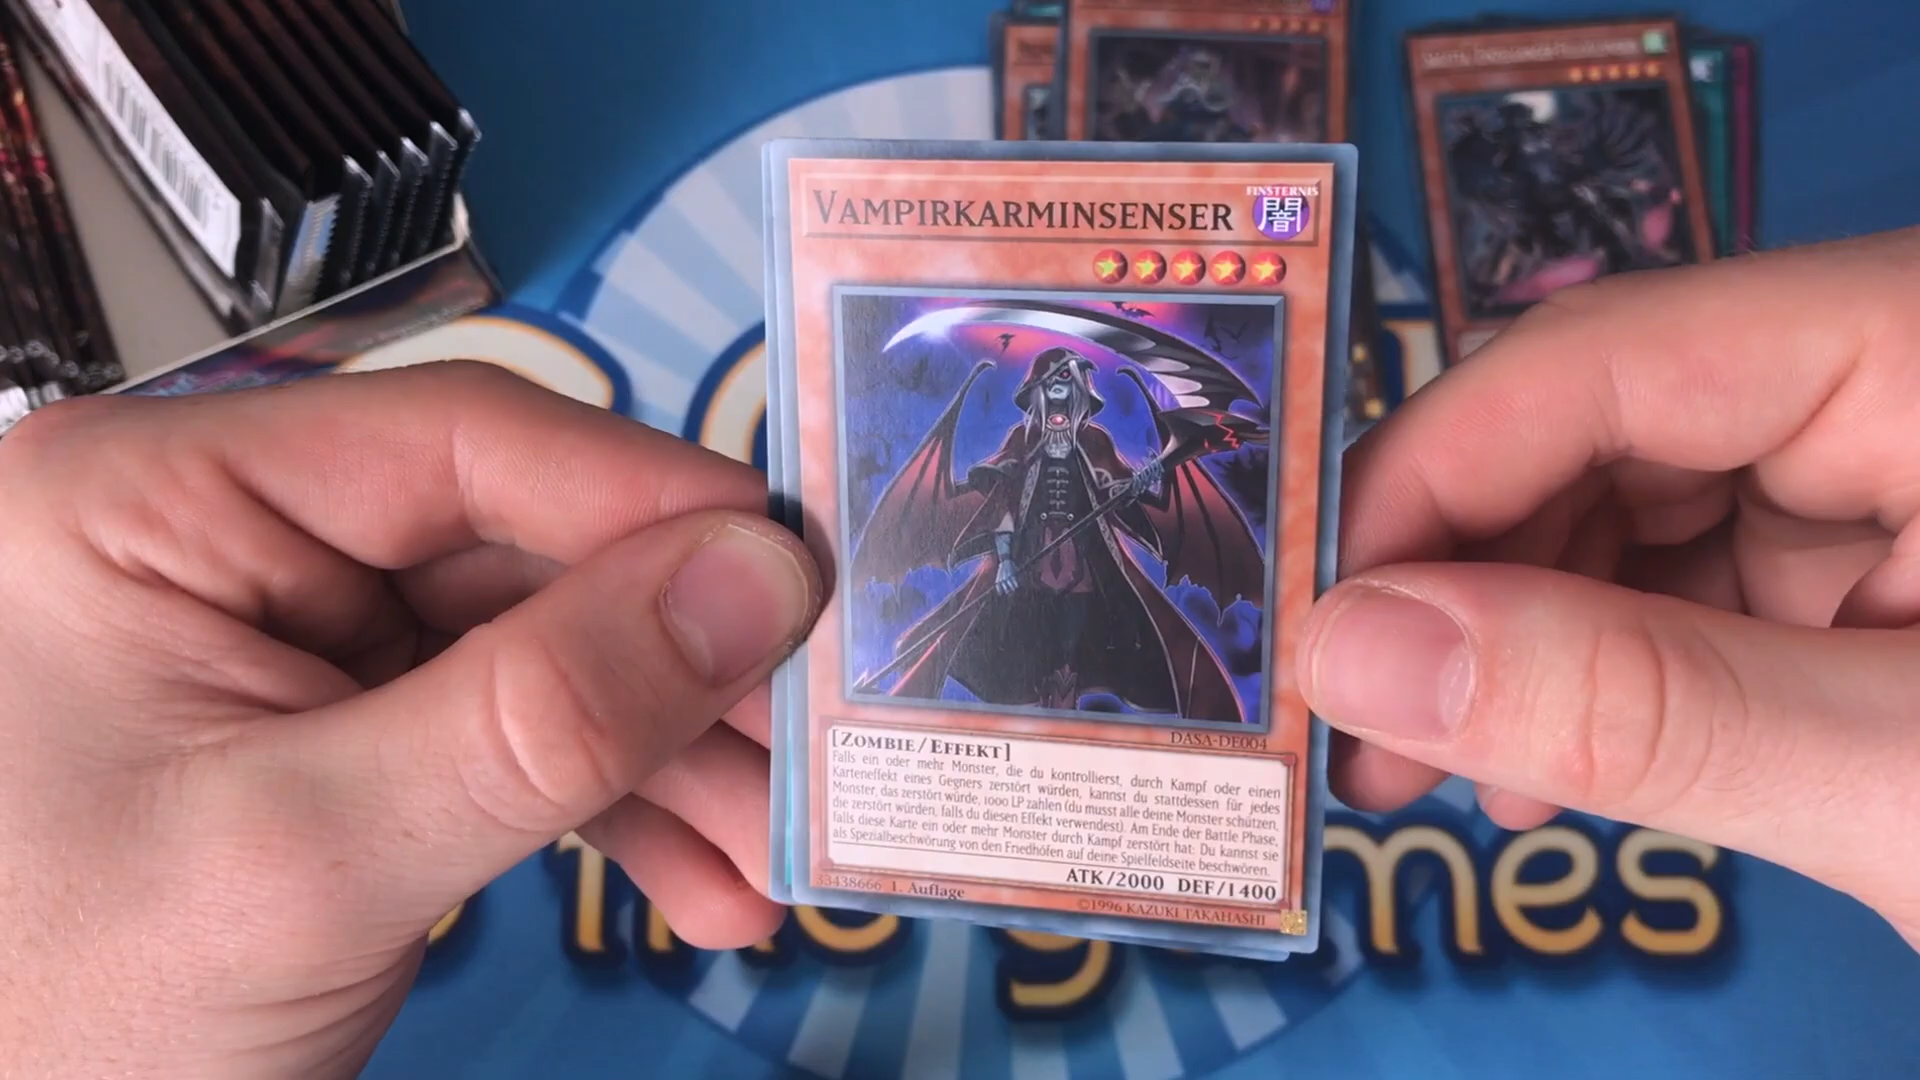 VAMPIRKARMINSENSER
FINSTERNIS
闇
DASA-DE004
[ZOMBIE/EFFEKT]
Falls ein oder mehr Monster, die du kontrollierst, durch Kampf oder einen
Karteneffekt eines Gegners zerstört würden, kannst du stattdessen für jedes
Monster, das zerstört würde, 1000 LP zahlen (du musst alle deine Monster schützen,
die zerstört würden, falls du diesen Effekt verwendest). Am Ende der Battle Phase,
falls diese Karte ein oder mehr Monster durch Kampf zerstört hat: Du kannst sie
als Spezialbeschwörung von den Friedhöfen auf deine Spielfeldseite beschwören.
ATK/2000 DEF/1400
33438666 1. Auflage
©1996 KAZUKI TAKAHASHI
games